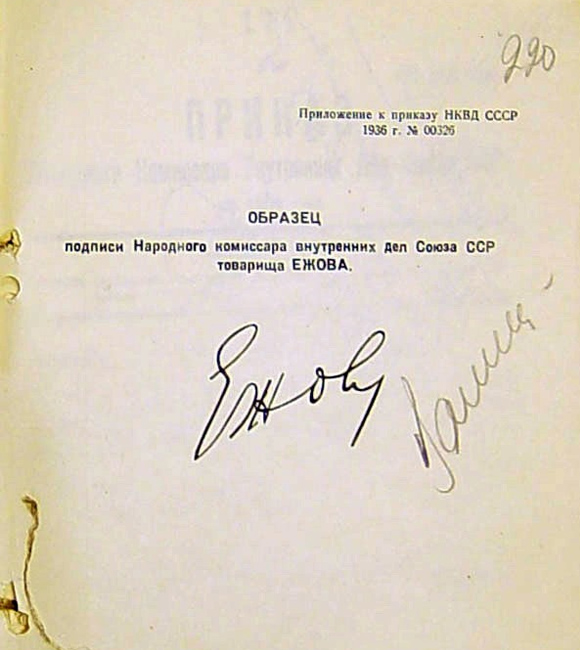 220
Приложение к приказу НКВД СССР
1936 г. № 00326
ОБРАЗЕЦ
подписи Народного комиссара внутренних дел Союза ССР
товарища ЕЖОВА.
Ежов